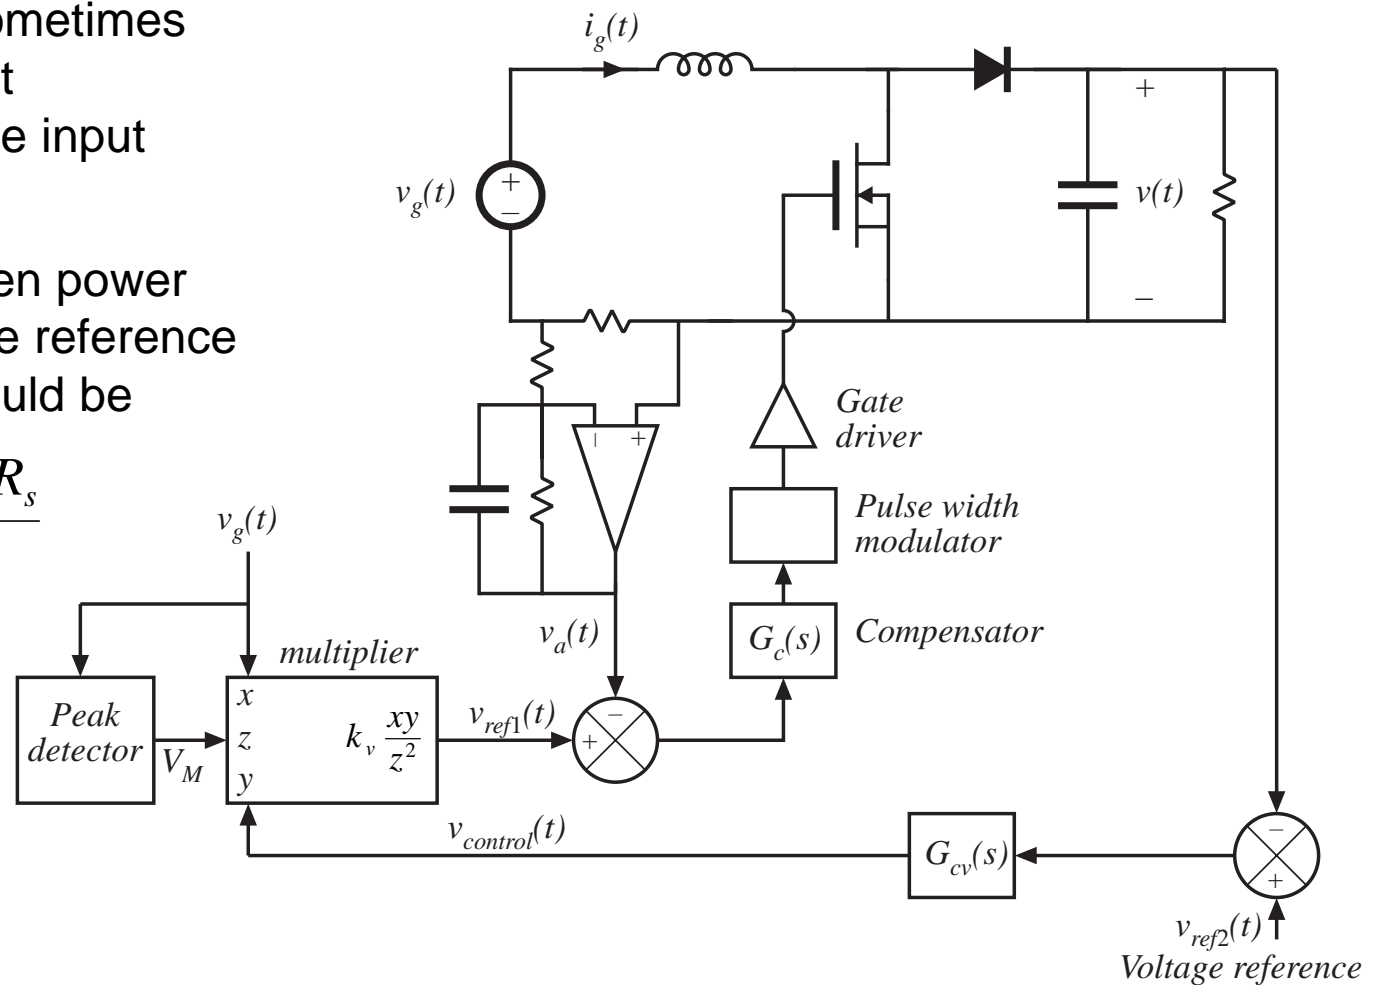 ometimes
t
e input
en power
e reference
uld be
R_s
i_g(t)
+
v_g(t)
+
–
v(t)
–
– +
Gate
driver
Pulse width
modulator
v_g(t)
v_a(t)
G_c(s)
Compensator
multiplier
Peak
detector
V_M
x
z
y
k_v xy/z²
v_ref1(t)
–
+
v_control(t)
G_cv(s)
–
+
v_ref2(t)
Voltage reference